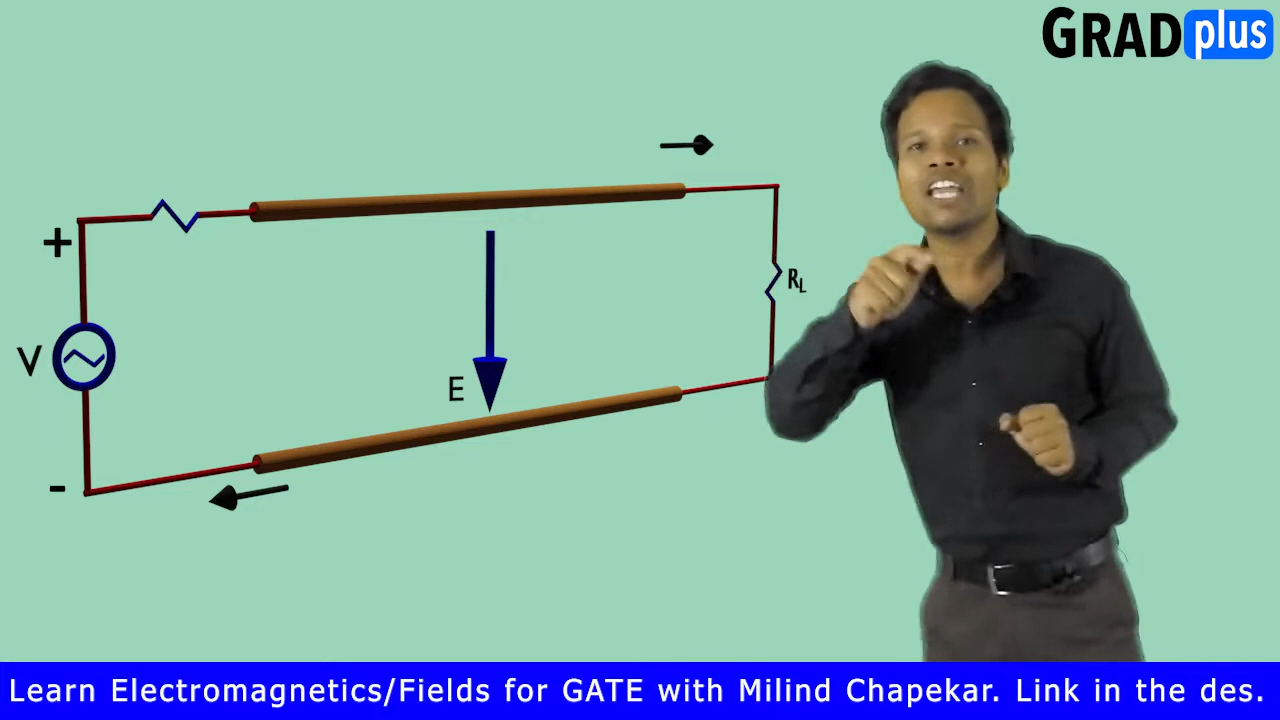 GRADplus
+
V
-
E
RL
Learn Electromagnetics/Fields for GATE with Milind Chapekar. Link in the des.